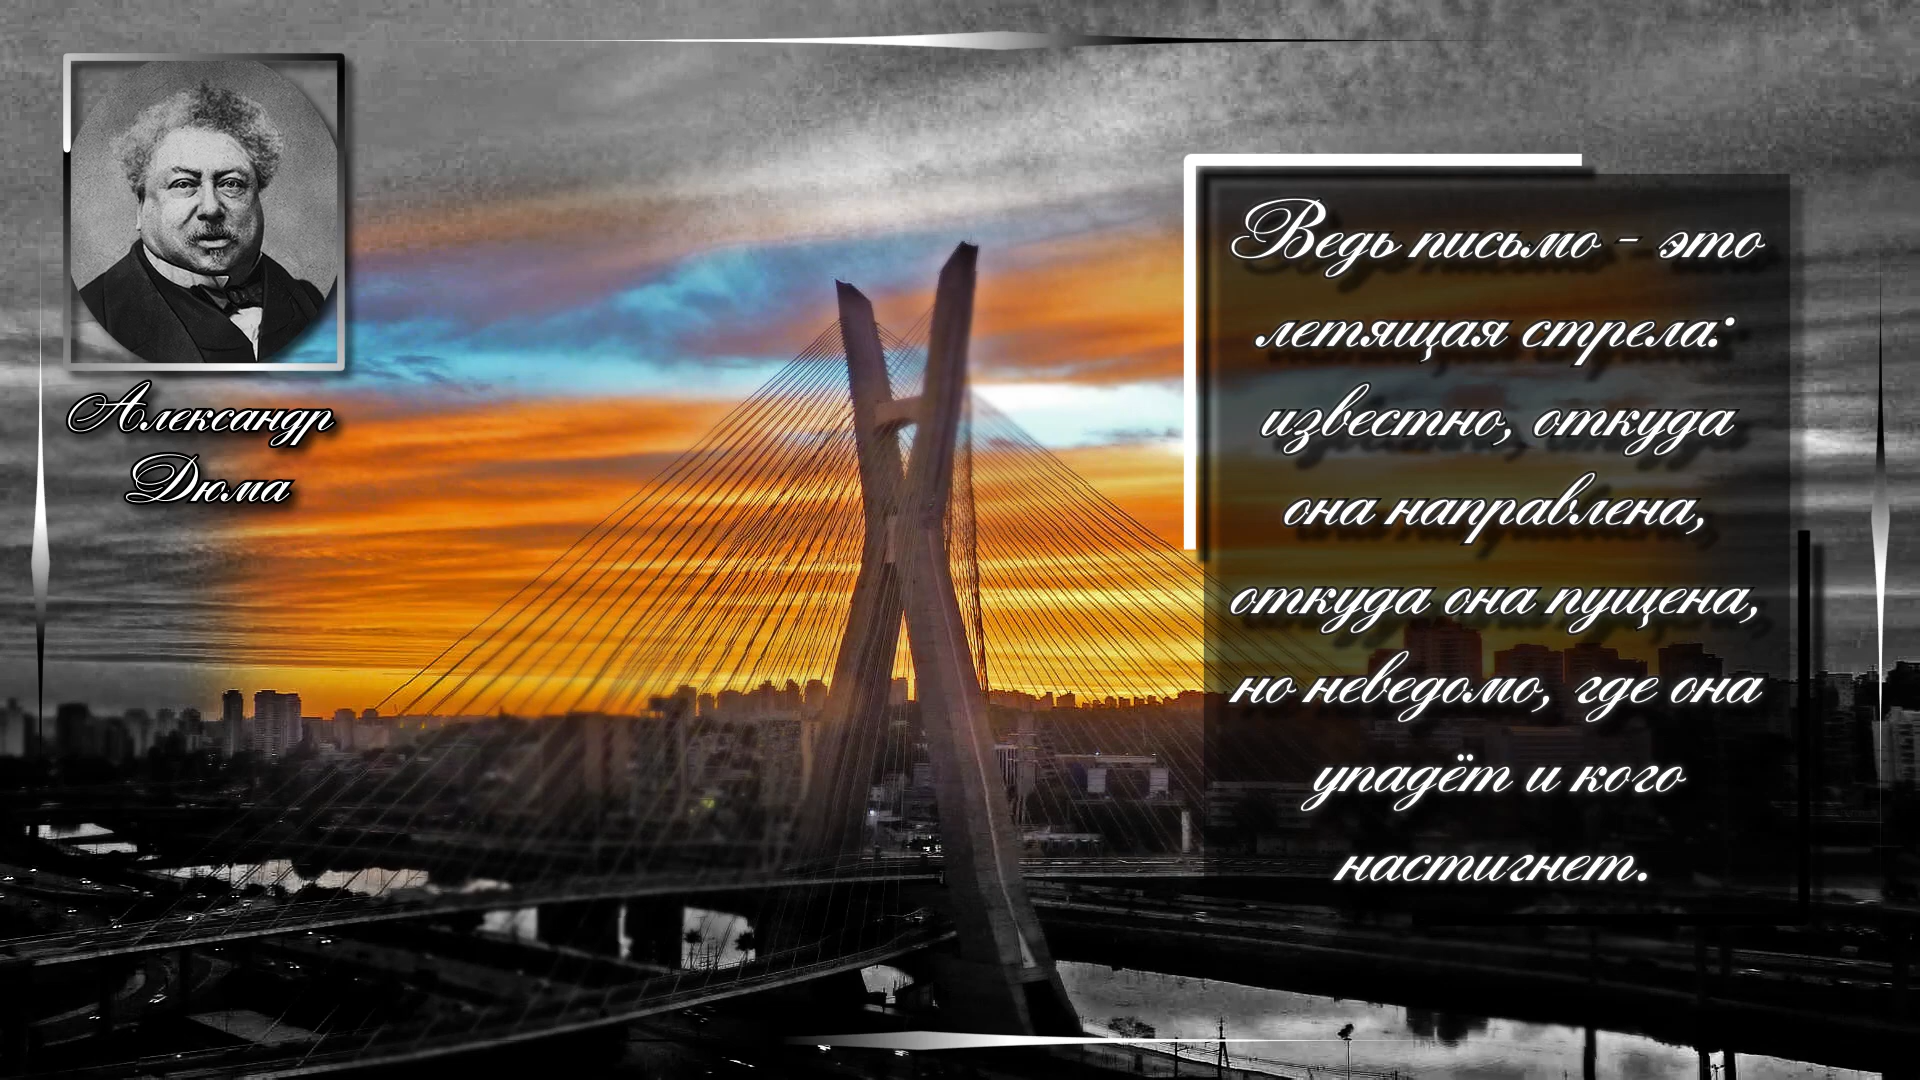 Александр
Дюма
Ведь письмо - это
летящая стрела:
известно, откуда
она направлена,
откуда она пущена,
но неведомо, где она
упадёт и кого
настигнет.